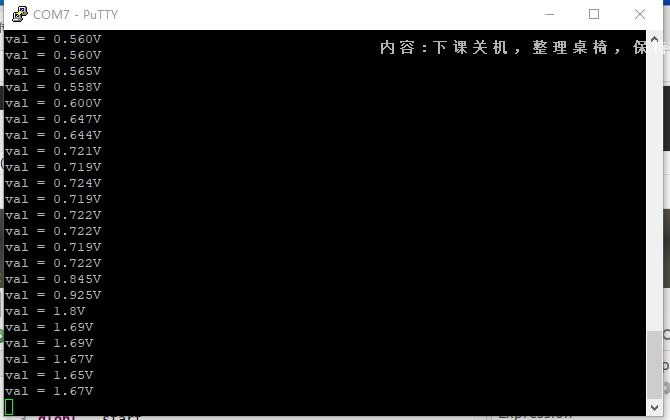 COM7 - PuTTY
val = 0.560V
内容:下课关机，整理桌椅，保持
val = 0.560V
val = 0.565V
val = 0.558V
val = 0.600V
val = 0.647V
val = 0.644V
val = 0.721V
val = 0.719V
val = 0.724V
val = 0.719V
val = 0.722V
val = 0.722V
val = 0.719V
val = 0.722V
val = 0.845V
val = 0.925V
val = 1.8V
val = 1.69V
val = 1.69V
val = 1.67V
val = 1.65V
val = 1.67V